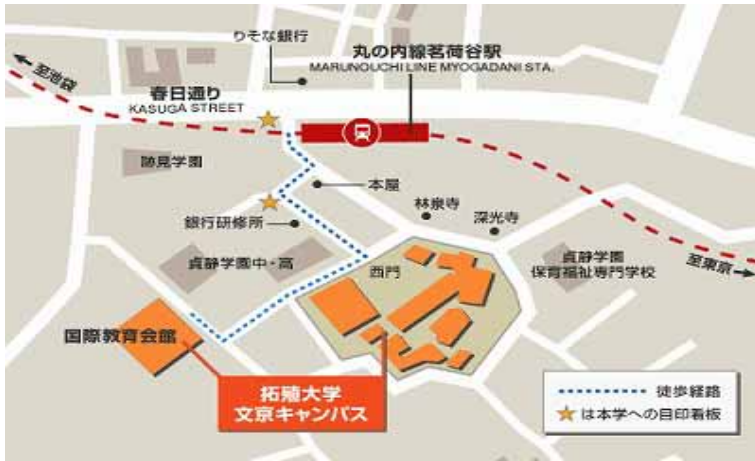 りそな銀行
丸の内線茗荷谷駅
MARUNOUCHI LINE MYOGADANI STA.
至池袋
春日通り
KASUGA STREET
跡見学園
本屋
林泉寺
深光寺
銀行研修所
貞静学園中・高
西門
貞静学園
保育福祉専門学校
至東京
国際教育会館
拓殖大学
文京キャンパス
徒歩経路
は本学への目印看板